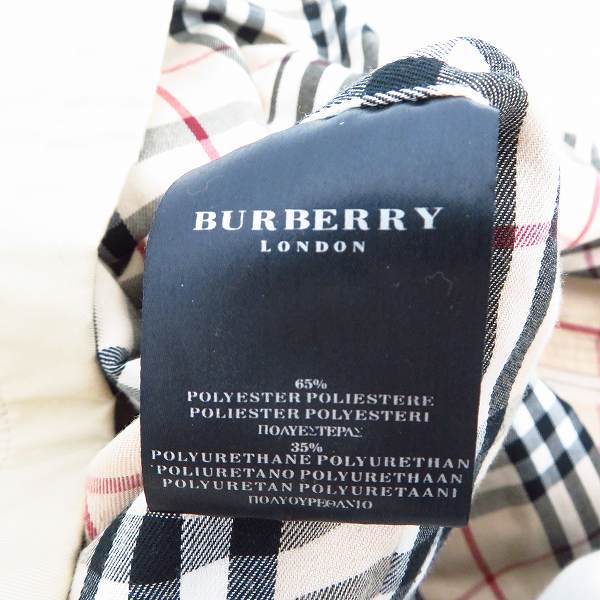 BURBERRY
LONDON
65%
POLYESTER POLIESTERE
POLIESTER POLYESTERI
ΠΟΛΥΕΣΤΕΡΑΣ
35%
POLYURETHANE POLYURETHAN
POLIURETANO POLYURETHAAN
POLYURETAN POLYURETAANI
ΠΟΛΥΟΥΡΕΘΑΝΙΟ